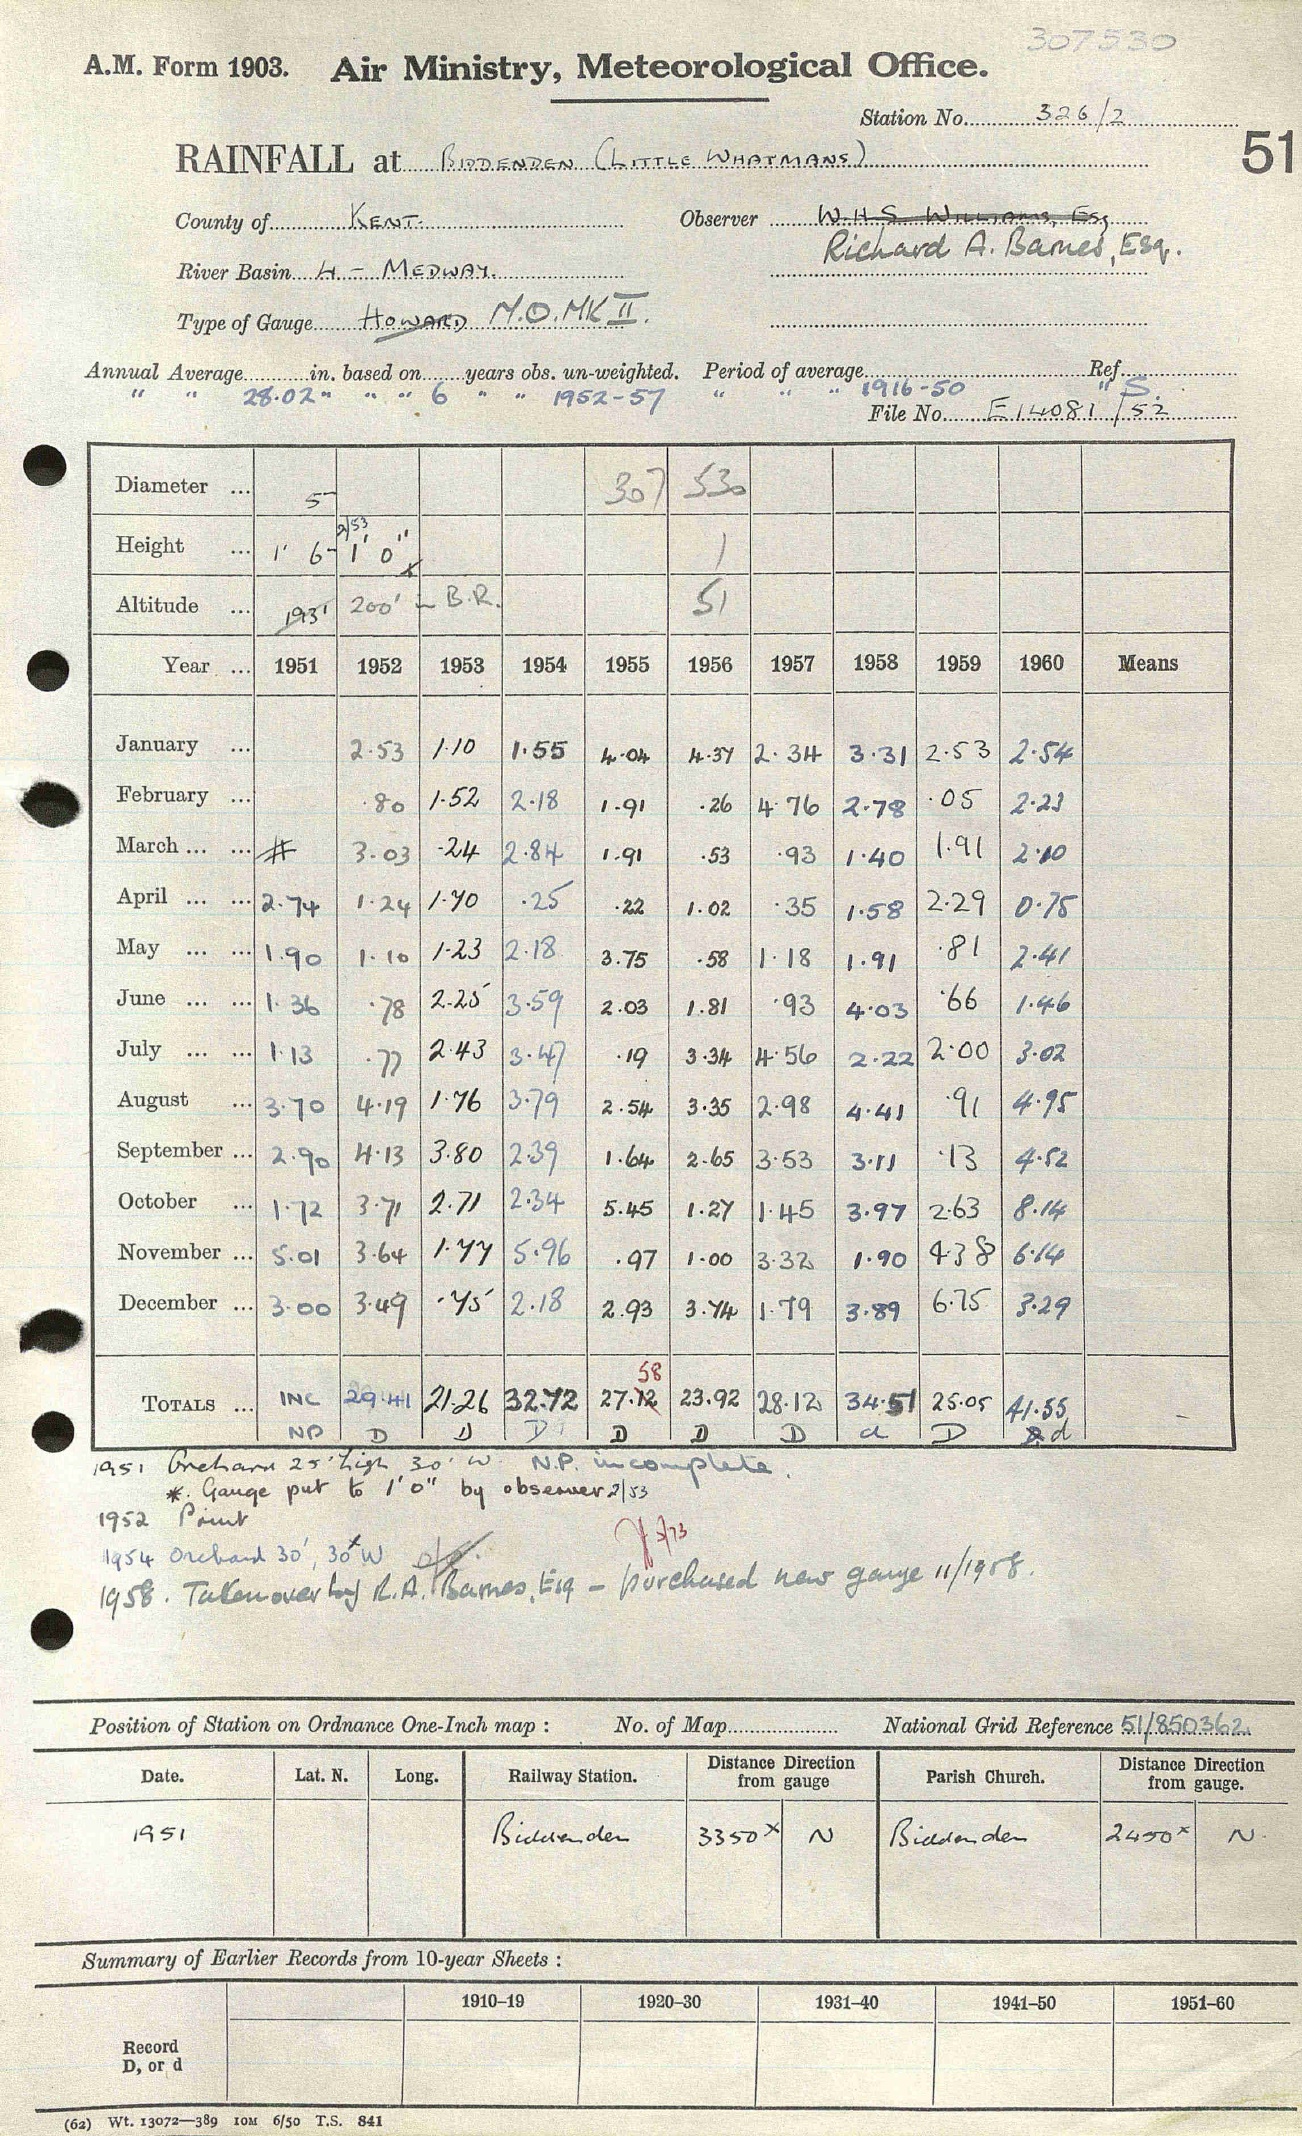 307530
A.M. Form 1903. Air Ministry, Meteorological Office.
Station No. 326/2
51
RAINFALL at BIDDENDEN (LITTLE WHATMANS)
County of KENT. Observer W.H.S. WILLIAMS, Esq
Richard A. Barnes, Esq.
River Basin 4 - MEDWAY.
Type of Gauge HOWARD M.O. MK II.
Annual Average in. based on years obs. un-weighted. Period of average Ref.
" " 28.02 " " " " 6 " " 1952-57 " " " 1916-50 " S.
File No. E14081/52
Diameter ... 5 307 530
Height ... 1' 6 2/53 1' 0" x 1
Altitude ... 193' 200' in B.R. 51
Year ... 1951 1952 1953 1954 1955 1956 1957 1958 1959 1960 Means
January ... 2.53 1.10 1.55 4.04 4.37 2.34 3.31 2.53 2.54
February ... .80 1.52 2.18 1.91 .26 4.76 2.78 .05 2.23
March ... ... # 3.03 .24 2.84 1.91 .53 .93 1.40 1.91 2.10
April ... ... 2.74 1.24 1.70 .25 .22 1.02 .35 1.58 2.29 0.75
May ... ... 1.90 1.10 1.23 2.18 3.75 .58 1.18 1.91 .81 2.41
June ... ... 1.36 .78 2.25 3.59 2.03 1.81 .93 4.03 .66 1.46
July ... ... 1.13 .77 2.43 3.47 .19 3.34 4.56 2.22 2.00 3.02
August ... 3.70 4.19 1.76 3.79 2.54 3.35 2.98 4.41 .91 4.95
September ... 2.90 4.13 3.80 2.39 1.64 2.65 3.53 3.11 .13 4.52
October ... 1.72 3.71 2.71 2.34 5.45 1.27 1.45 3.97 2.63 8.14
November ... 5.01 3.64 1.77 5.96 .97 1.00 3.32 1.90 4.38 6.14
December ... 3.00 3.49 .75 2.18 2.93 3.74 1.79 3.89 6.75 3.29
58
TOTALS ... INC 29.41 21.26 32.72 27.12 23.92 28.12 34.51 25.05 41.55
NP D D D D D D d D d
1951 Orchard 25' high 30' W. N.P. incomplete.
*. Gauge put to 1'0" by observer 2/53
1952 Print
3/73
1954 Orchard 30', 30x W
1958. Taken over by R.A. Barnes, Esq - purchased new gauge 11/1958.
Position of Station on Ordnance One-Inch map : No. of Map National Grid Reference 51/850362.
Date. Lat. N. Long. Railway Station. Distance from gauge Direction Parish Church. Distance from gauge. Direction
1951 Biddenden 3350x N Biddenden 2450x N.
Summary of Earlier Records from 10-year Sheets :
1910-19 1920-30 1931-40 1941-50 1951-60
Record
D, or d
(62) Wt. 13072—389 10M 6/50 T.S. 841